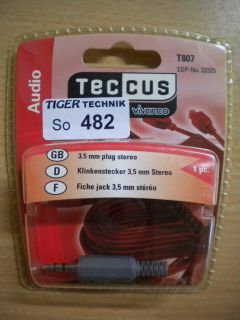 Audio
TECCUS
vivanco
T807
EDP-No. 22325
TIGER TECHNIK
So 482
GB 3.5 mm plug stereo
D Klinkenstecker 3,5 mm Stereo
F Fiche jack 3,5 mm stéréo
1 pc.